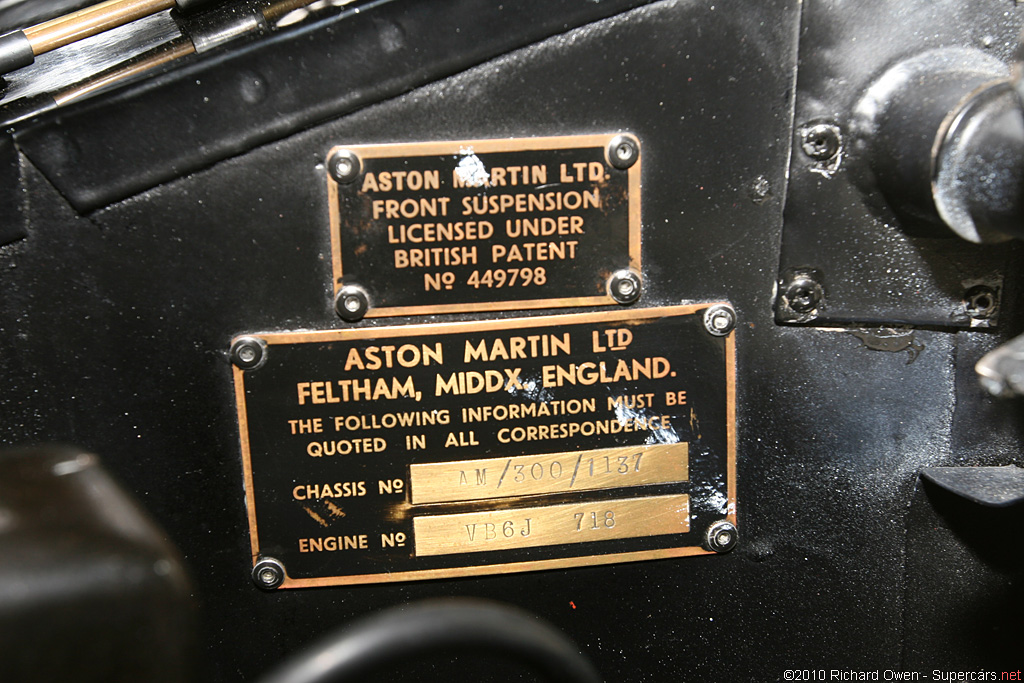 ASTON MARTIN LTD.
FRONT SUSPENSION
LICENSED UNDER
BRITISH PATENT
Nº 449798
ASTON MARTIN LTD
FELTHAM, MIDDX, ENGLAND.
THE FOLLOWING INFORMATION MUST BE
QUOTED IN ALL CORRESPONDENCE
CHASSIS Nº AM/300/1137
ENGINE Nº VB6J 718
©2010 Richard Owen - Supercars.net